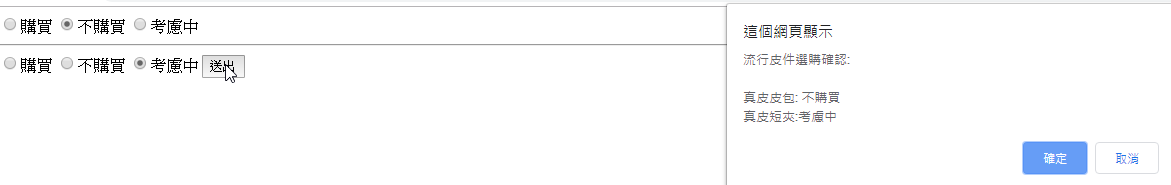 購買 不購買 考慮中
購買 不購買 考慮中 送出
這個網頁顯示
流行皮件選購確認:
真皮皮包: 不購買
真皮短夾:考慮中
確定 取消